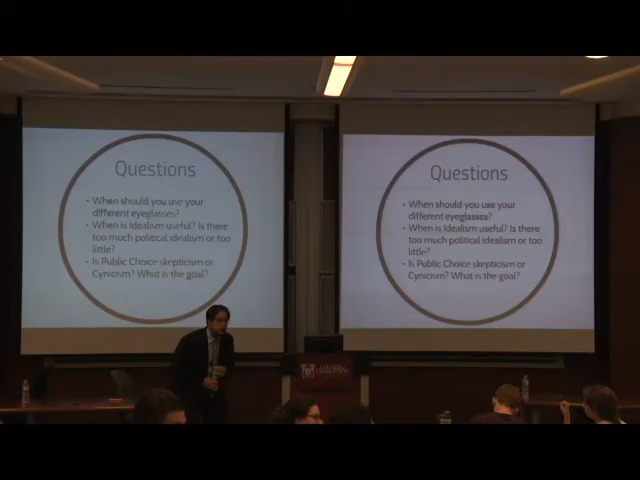 Questions
• When should you use your
different eyeglasses?
• When is Idealism useful? Is there
too much political idealism or too
little?
• Is Public Choice skepticism or
Cynicism? What is the goal?
Questions
• When should you use your
different eyeglasses?
• When is Idealism useful? Is there
too much political idealism or too
little?
• Is Public Choice skepticism or
Cynicism? What is the goal?